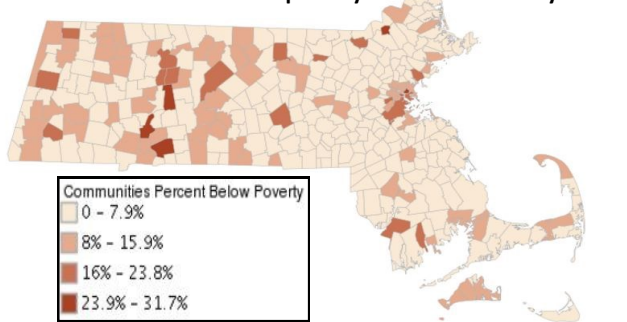 Communities Percent Below Poverty
0 - 7.9%
8% - 15.9%
16% - 23.8%
23.9% - 31.7%